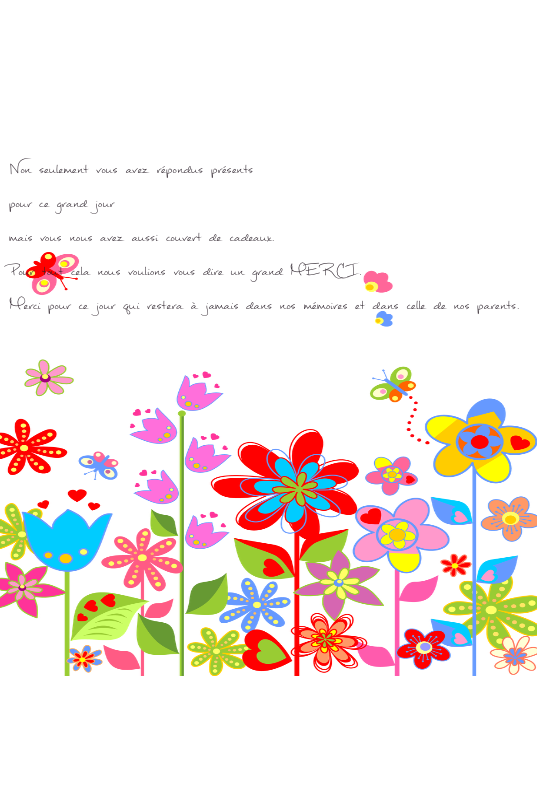 Non seulement vous avez répondus présents
pour ce grand jour
mais vous nous avez aussi couvert de cadeaux.
Pour tout cela nous voulions vous dire un grand MERCI.
Merci pour ce jour qui restera à jamais dans nos mémoires et dans celle de nos parents.